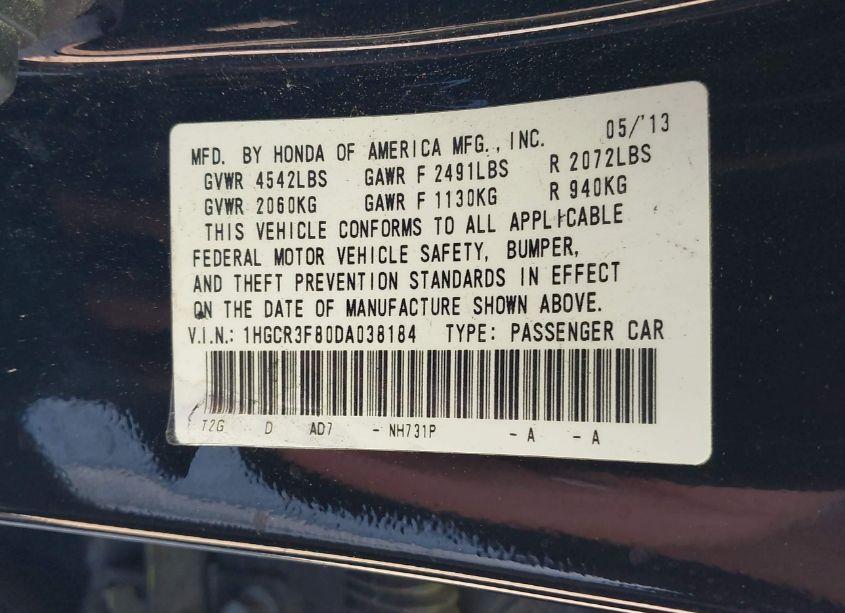 MFD. BY HONDA OF AMERICA MFG., INC. 05/'13
GVWR 4542LBS GAWR F 2491LBS R 2072LBS
GVWR 2060KG GAWR F 1130KG R 940KG
THIS VEHICLE CONFORMS TO ALL APPLICABLE
FEDERAL MOTOR VEHICLE SAFETY, BUMPER,
AND THEFT PREVENTION STANDARDS IN EFFECT
ON THE DATE OF MANUFACTURE SHOWN ABOVE.
V.I.N.: 1HGCR3F80DA038184 TYPE: PASSENGER CAR
T2G D AD7 - NH731P - A - A